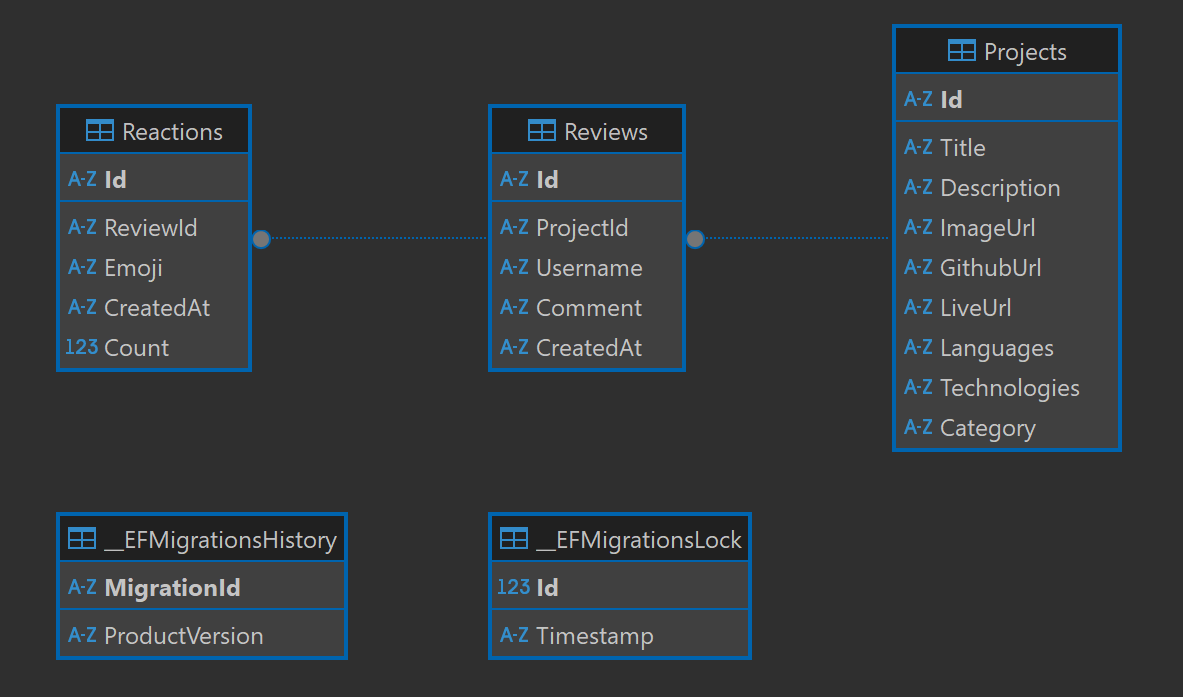 Reactions
A-Z Id
A-Z ReviewId
A-Z Emoji
A-Z CreatedAt
123 Count
Reviews
A-Z Id
A-Z ProjectId
A-Z Username
A-Z Comment
A-Z CreatedAt
Projects
A-Z Id
A-Z Title
A-Z Description
A-Z ImageUrl
A-Z GithubUrl
A-Z LiveUrl
A-Z Languages
A-Z Technologies
A-Z Category
__EFMigrationsHistory
A-Z MigrationId
A-Z ProductVersion
__EFMigrationsLock
123 Id
A-Z Timestamp